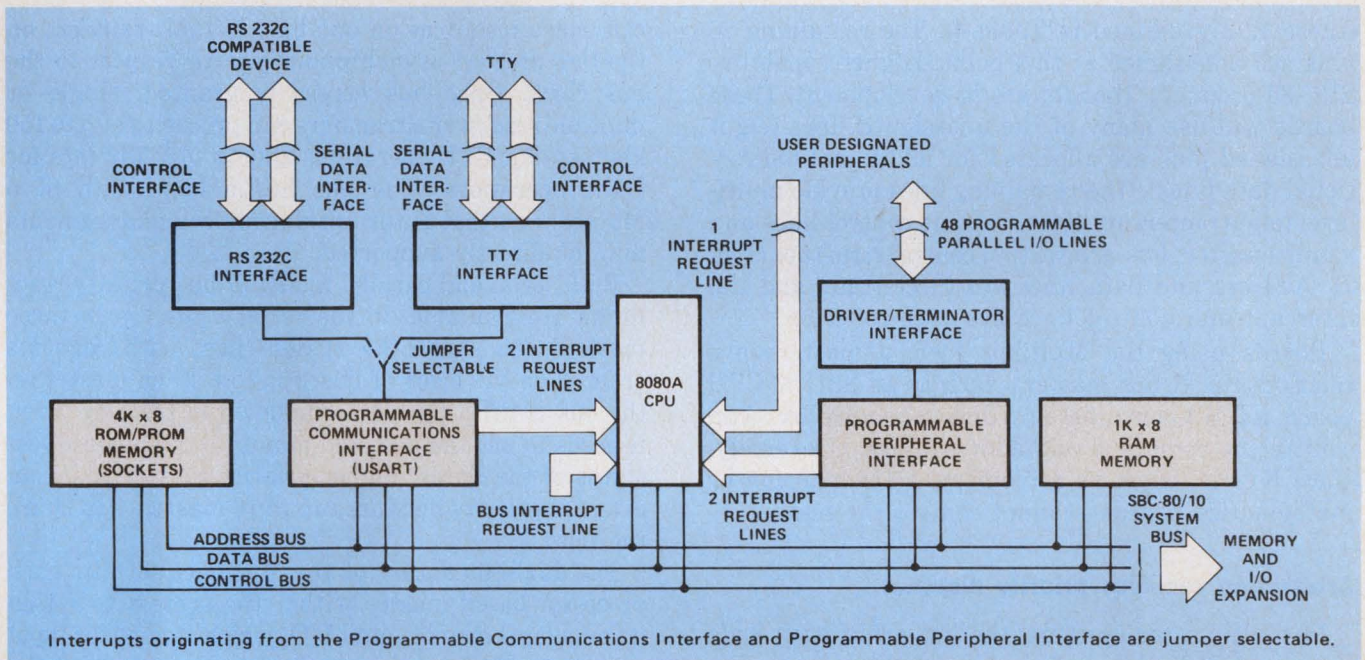 RS 232C
COMPATIBLE
DEVICE
TTY
CONTROL
INTERFACE
SERIAL
DATA
INTER-
FACE
SERIAL
DATA
INTER-
FACE
CONTROL
INTERFACE
USER DESIGNATED
PERIPHERALS
1
INTERRUPT
REQUEST
LINE
48 PROGRAMMABLE
PARALLEL I/O LINES
RS 232C
INTERFACE
TTY
INTERFACE
DRIVER/TERMINATOR
INTERFACE
JUMPER
SELECTABLE
2 INTERRUPT
REQUEST
LINES
8080A
CPU
4K x 8
ROM/PROM
MEMORY
(SOCKETS)
PROGRAMMABLE
COMMUNICATIONS
INTERFACE
(USART)
PROGRAMMABLE
PERIPHERAL
INTERFACE
1K x 8
RAM
MEMORY
BUS INTERRUPT
REQUEST LINE
2 INTERRUPT
REQUEST
LINES
SBC-80/10
SYSTEM
BUS
ADDRESS BUS
DATA BUS
CONTROL BUS
MEMORY
AND
I/O
EXPANSION
Interrupts originating from the Programmable Communications Interface and Programmable Peripheral Interface are jumper selectable.